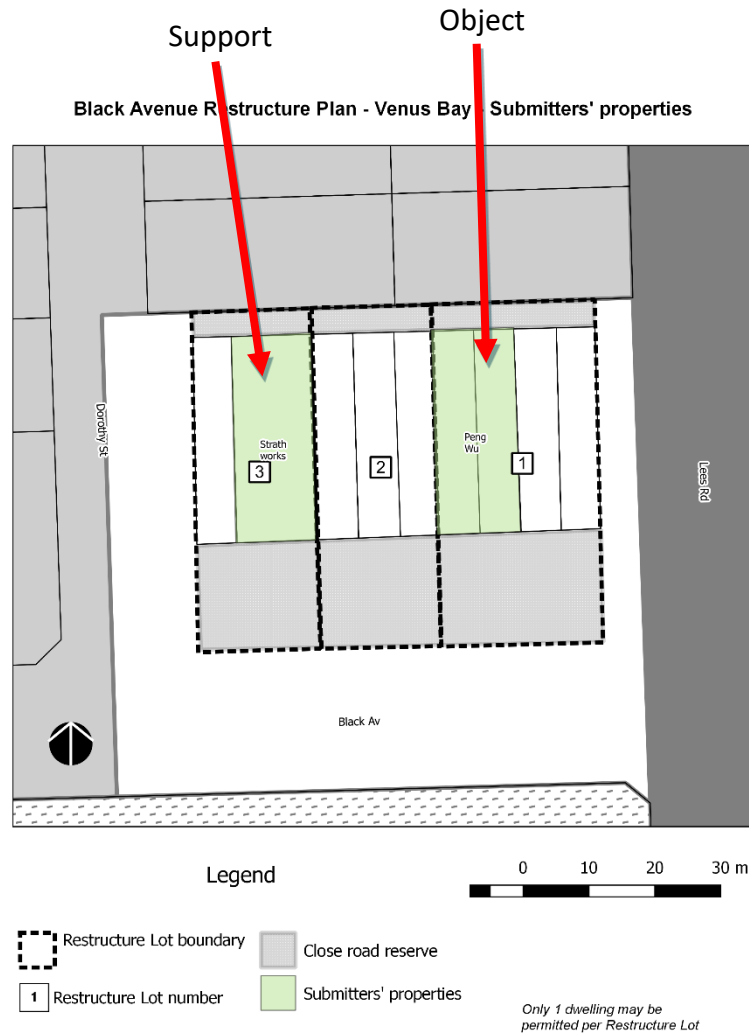 Support
Object
Black Avenue Restructure Plan - Venus Bay - Submitters' properties
Dorothy St
Strath
works
3
2
Peng
Wu
1
Lees Rd
Black Av
Legend
0 10 20 30 m
Restructure Lot boundary
Close road reserve
1 Restructure Lot number
Submitters' properties
Only 1 dwelling may be
permitted per Restructure Lot